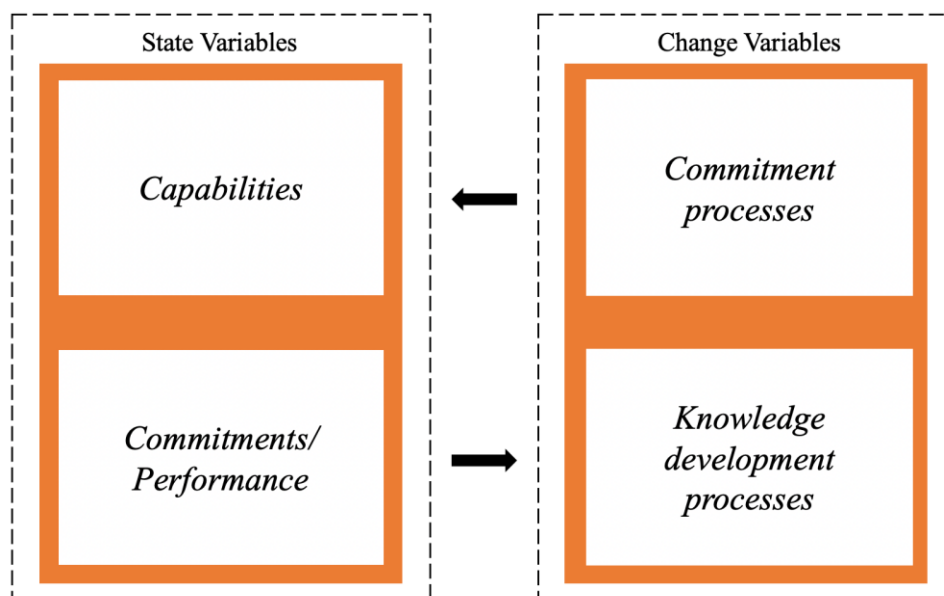 State Variables
Capabilities
Commitments/
Performance
Change Variables
Commitment
processes
Knowledge
development
processes